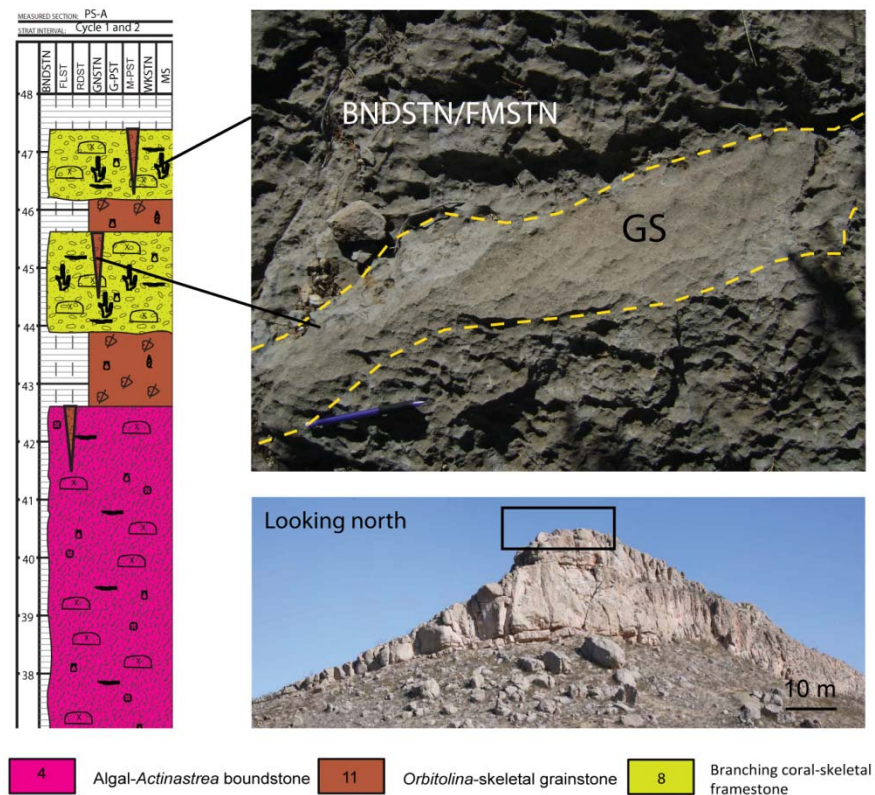 MEASURED SECTION: PS-A
STRAT INTERVAL: Cycle 1 and 2
BNDSTN
FLST
RDST
GNSTN
G-PST
M-PST
WKSTN
MS
48
47
46
45
44
43
42
41
40
39
38
BNDSTN/FMSTN
GS
Looking north
10 m
4 Algal-Actinastrea boundstone
11 Orbitolina-skeletal grainstone
8 Branching coral-skeletal
framestone